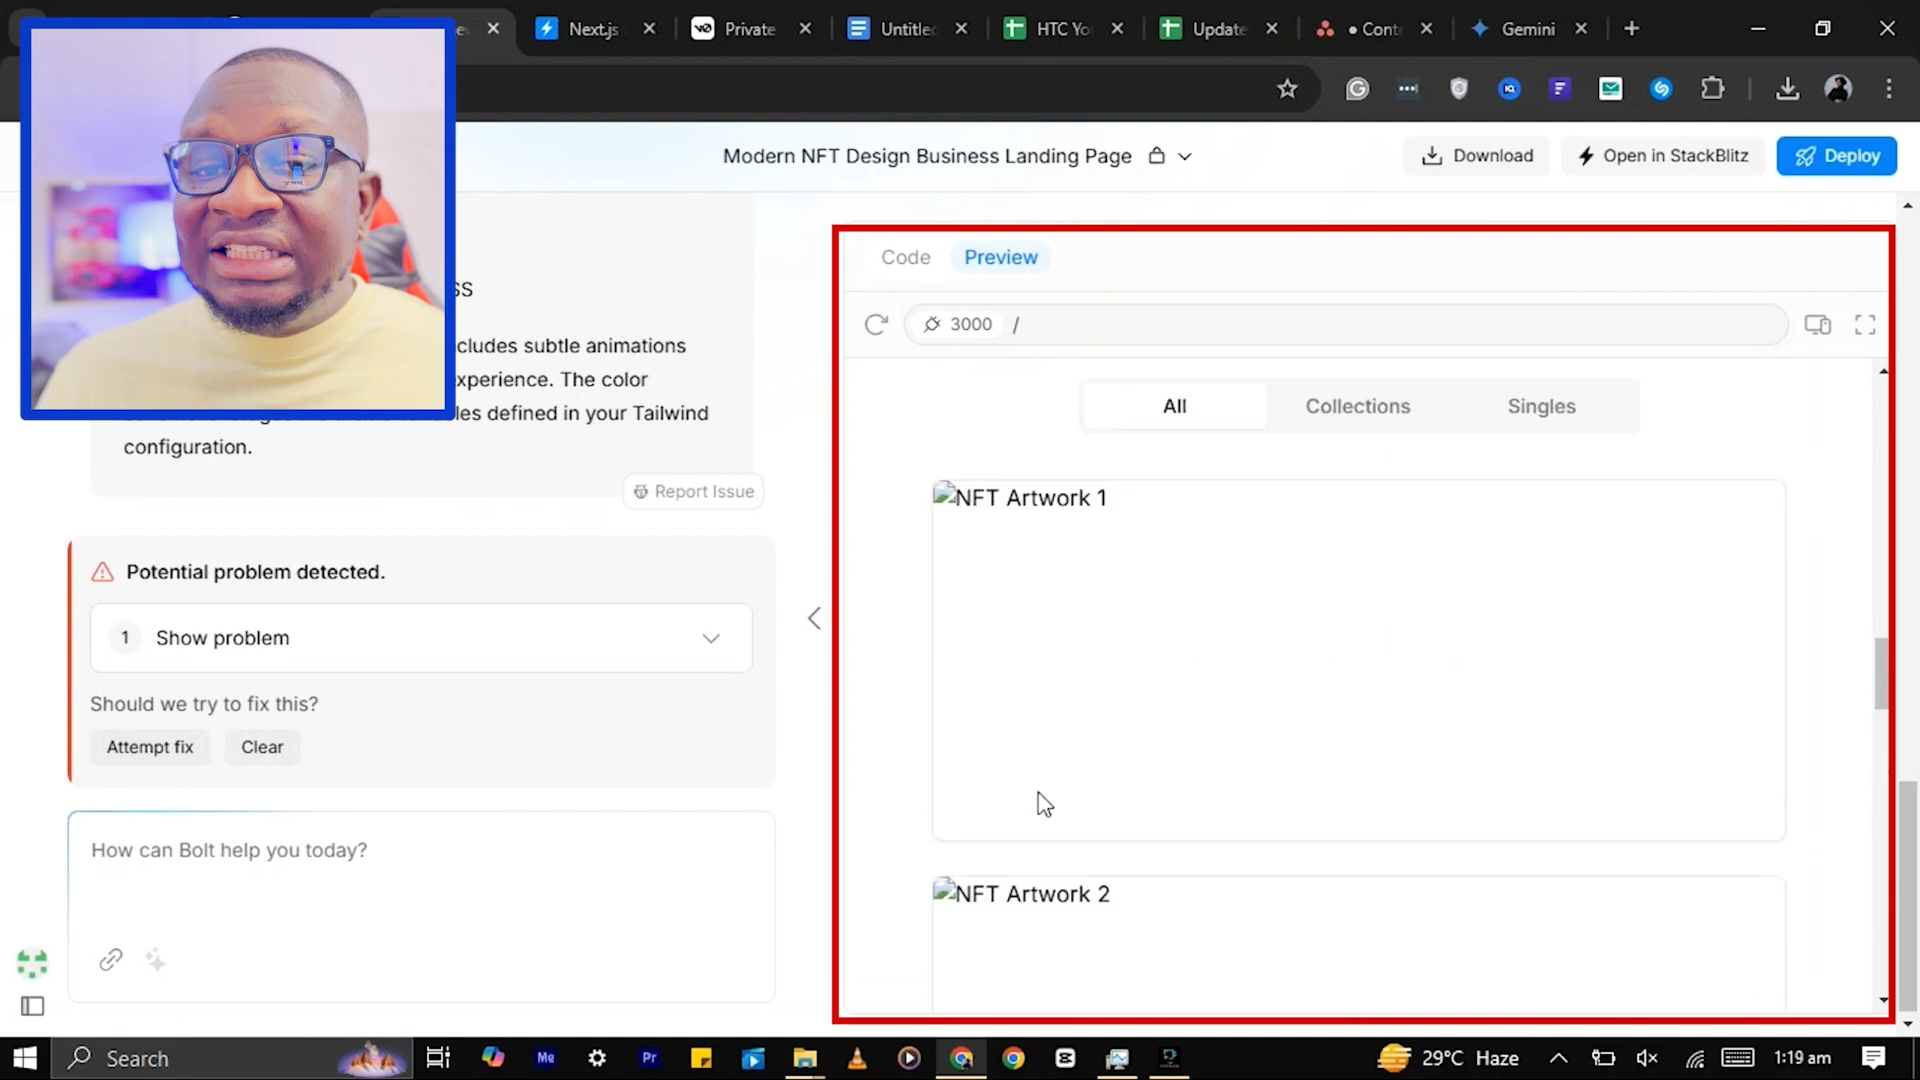 Next.js
Private
Untitled
HTC Yo
Update
Cont
Gemini
Modern NFT Design Business Landing Page
Download
Open in StackBlitz
Deploy
ss
cludes subtle animations
xperience. The color
les defined in your Tailwind
configuration.
Report Issue
Potential problem detected.
1 Show problem
Should we try to fix this?
Attempt fix
Clear
How can Bolt help you today?
Code
Preview
3000 /
All
Collections
Singles
NFT Artwork 1
NFT Artwork 2
Search
Me
Pr
29°C Haze
1:19 am